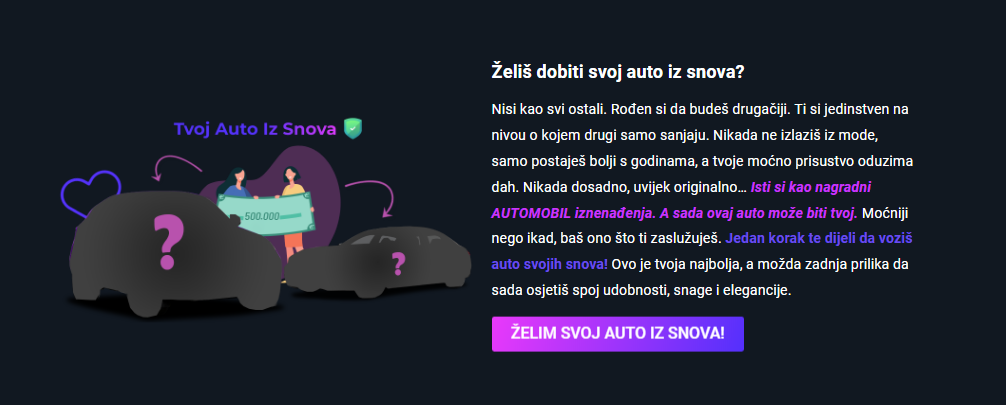 Želiš dobiti svoj auto iz snova?
Nisi kao svi ostali. Rođen si da budeš drugačiji. Ti si jedinstven na
nivou o kojem drugi samo sanjaju. Nikada ne izlaziš iz mode,
samo postaješ bolji s godinama, a tvoje moćno prisustvo oduzima
dah. Nikada dosadno, uvijek originalno... Isti si kao nagradni
AUTOMOBIL iznenađenja. A sada ovaj auto može biti tvoj. Moćniji
nego ikad, baš ono što ti zaslužuješ. Jedan korak te dijeli da voziš
auto svojih snova! Ovo je tvoja najbolja, a možda zadnja prilika da
sada osjetiš spoj udobnosti, snage i elegancije.
ŽELIM SVOJ AUTO IZ SNOVA!
Tvoj Auto Iz Snova
500.000
?
?